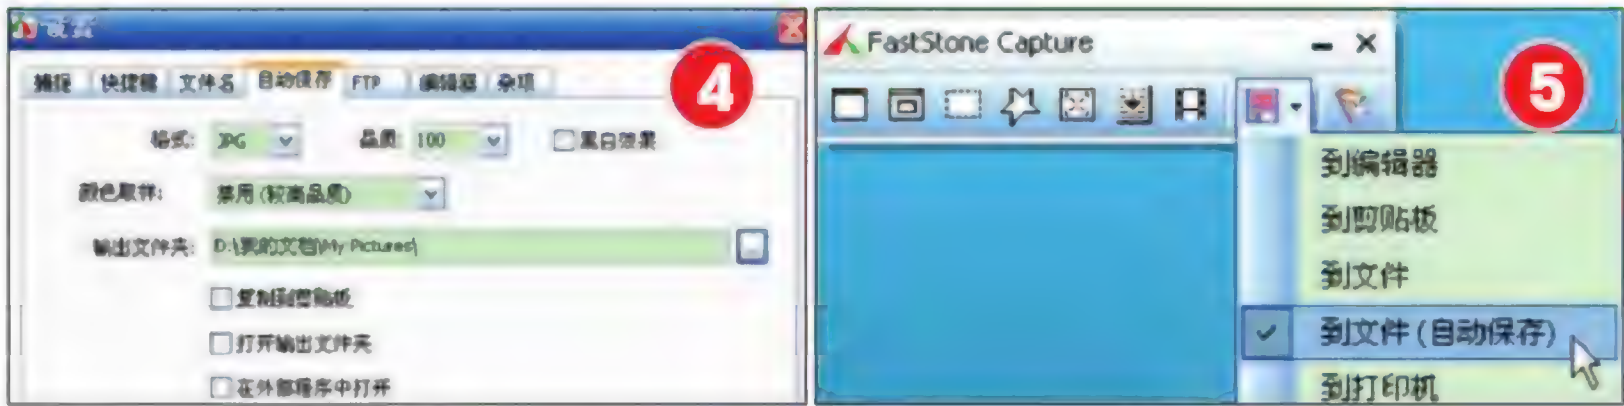 设置
4
捕捉 快捷键 文件名 自动保存 FTP 编辑器 杂项
格式: JPG 品质: 100 黑白效果
颜色取样: 禁用 (较高品质)
输出文件夹: D:\我的文档\My Pictures\
复制到剪贴板
打开输出文件夹
在外部程序中打开
FastStone Capture
5
到编辑器
到剪贴板
到文件
到文件 (自动保存)
到打印机